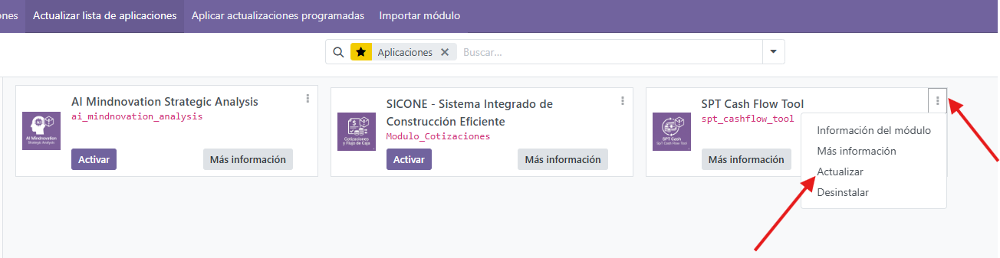 ones Actualizar lista de aplicaciones Aplicar actualizaciones programadas Importar módulo
Aplicaciones Buscar...
AI Mindnovation Strategic Analysis
ai_mindnovation_analysis
AI Mindnovation
Strategic Analysis
Activar Más información
SICONE - Sistema Integrado de
Construcción Eficiente
Modulo_Cotizaciones
Cotizaciones
y Flujo de Caja
Activar Más información
SPT Cash Flow Tool
spt_cashflow_tool
SPT Cash
SpT Cash Flow Tool
Más información
Información del módulo
Más información
Actualizar
Desinstalar